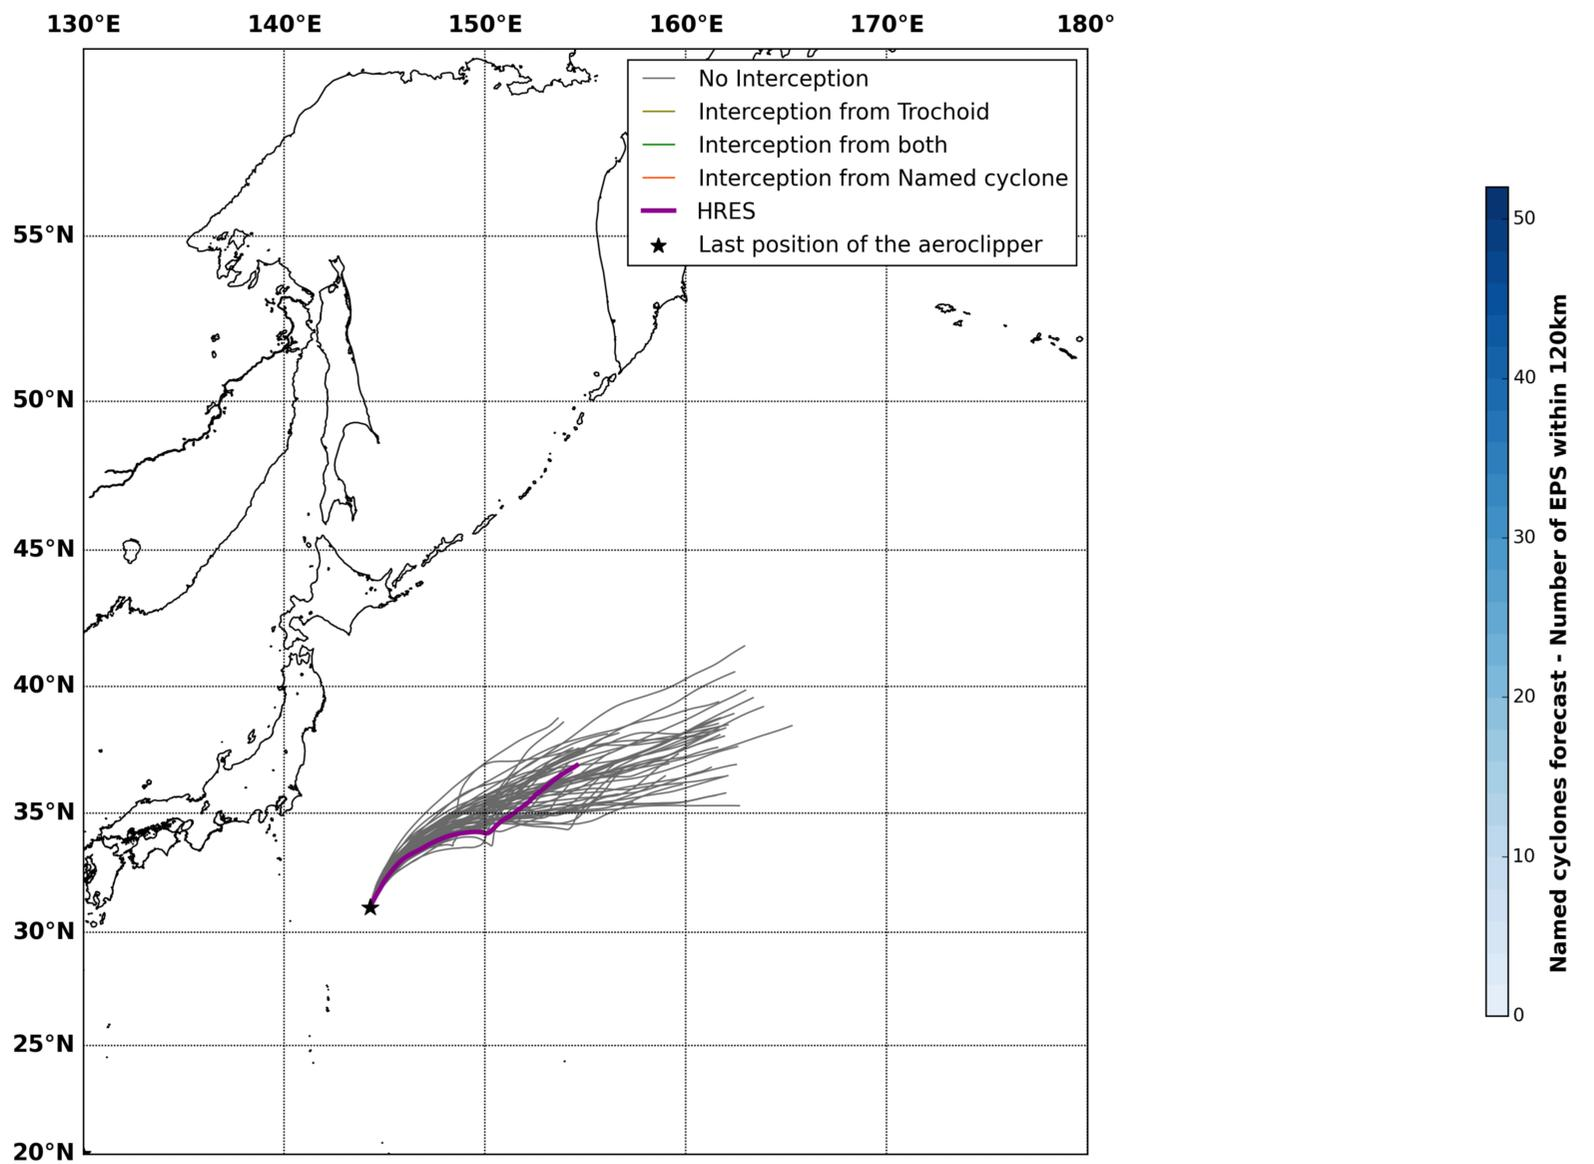 130°E 140°E 150°E 160°E 170°E 180°
No Interception
Interception from Trochoid
Interception from both
Interception from Named cyclone
HRES
Last position of the aeroclipper
55°N
50°N
45°N
40°N
35°N
30°N
25°N
20°N
50
40
30
20
10
0
Named cyclones forecast - Number of EPS within 120km